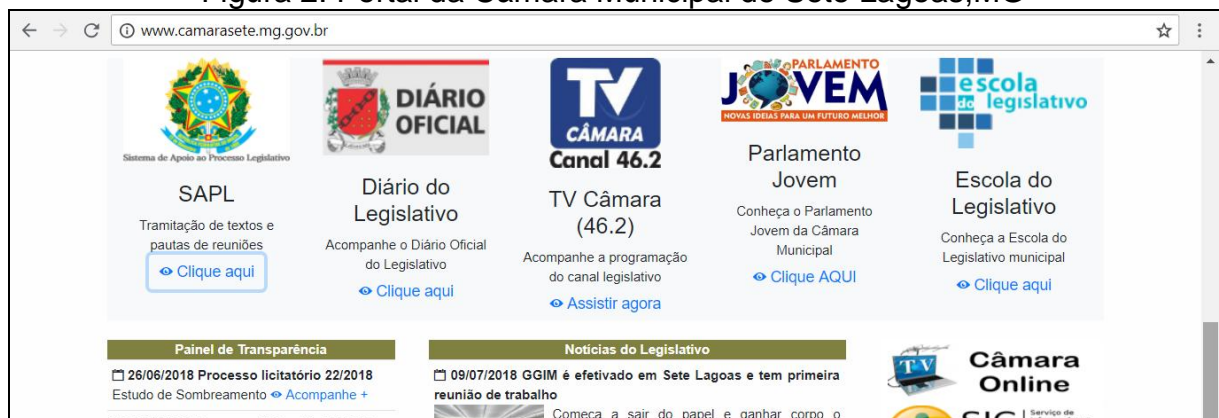 Figura 2: Portal da Câmara Municipal de Sete Lagoas,MG
www.camarasete.mg.gov.br
Sistema de Apoio ao Processo Legislativo
SAPL
Tramitação de textos e
pautas de reuniões
Clique aqui
DIÁRIO
OFICIAL
Diário do
Legislativo
Acompanhe o Diário Oficial
do Legislativo
Clique aqui
TV
CÂMARA
Canal 46.2
TV Câmara
(46.2)
Acompanhe a programação
do canal legislativo
Assistir agora
PARLAMENTO
JOVEM
NOVAS IDEIAS PARA UM FUTURO MELHOR
Parlamento
Jovem
Conheça o Parlamento
Jovem da Câmara
Municipal
Clique AQUI
escola
do legislativo
Escola do
Legislativo
Conheça a Escola do
Legislativo municipal
Clique aqui
Painel de Transparência
26/06/2018 Processo licitatório 22/2018
Estudo de Sombreamento Acompanhe +
Notícias do Legislativo
09/07/2018 GGIM é efetivado em Sete Lagoas e tem primeira
reunião de trabalho
Começa a sair do papel e ganhar corpo o
TV
Câmara
Online
SIC Serviço de